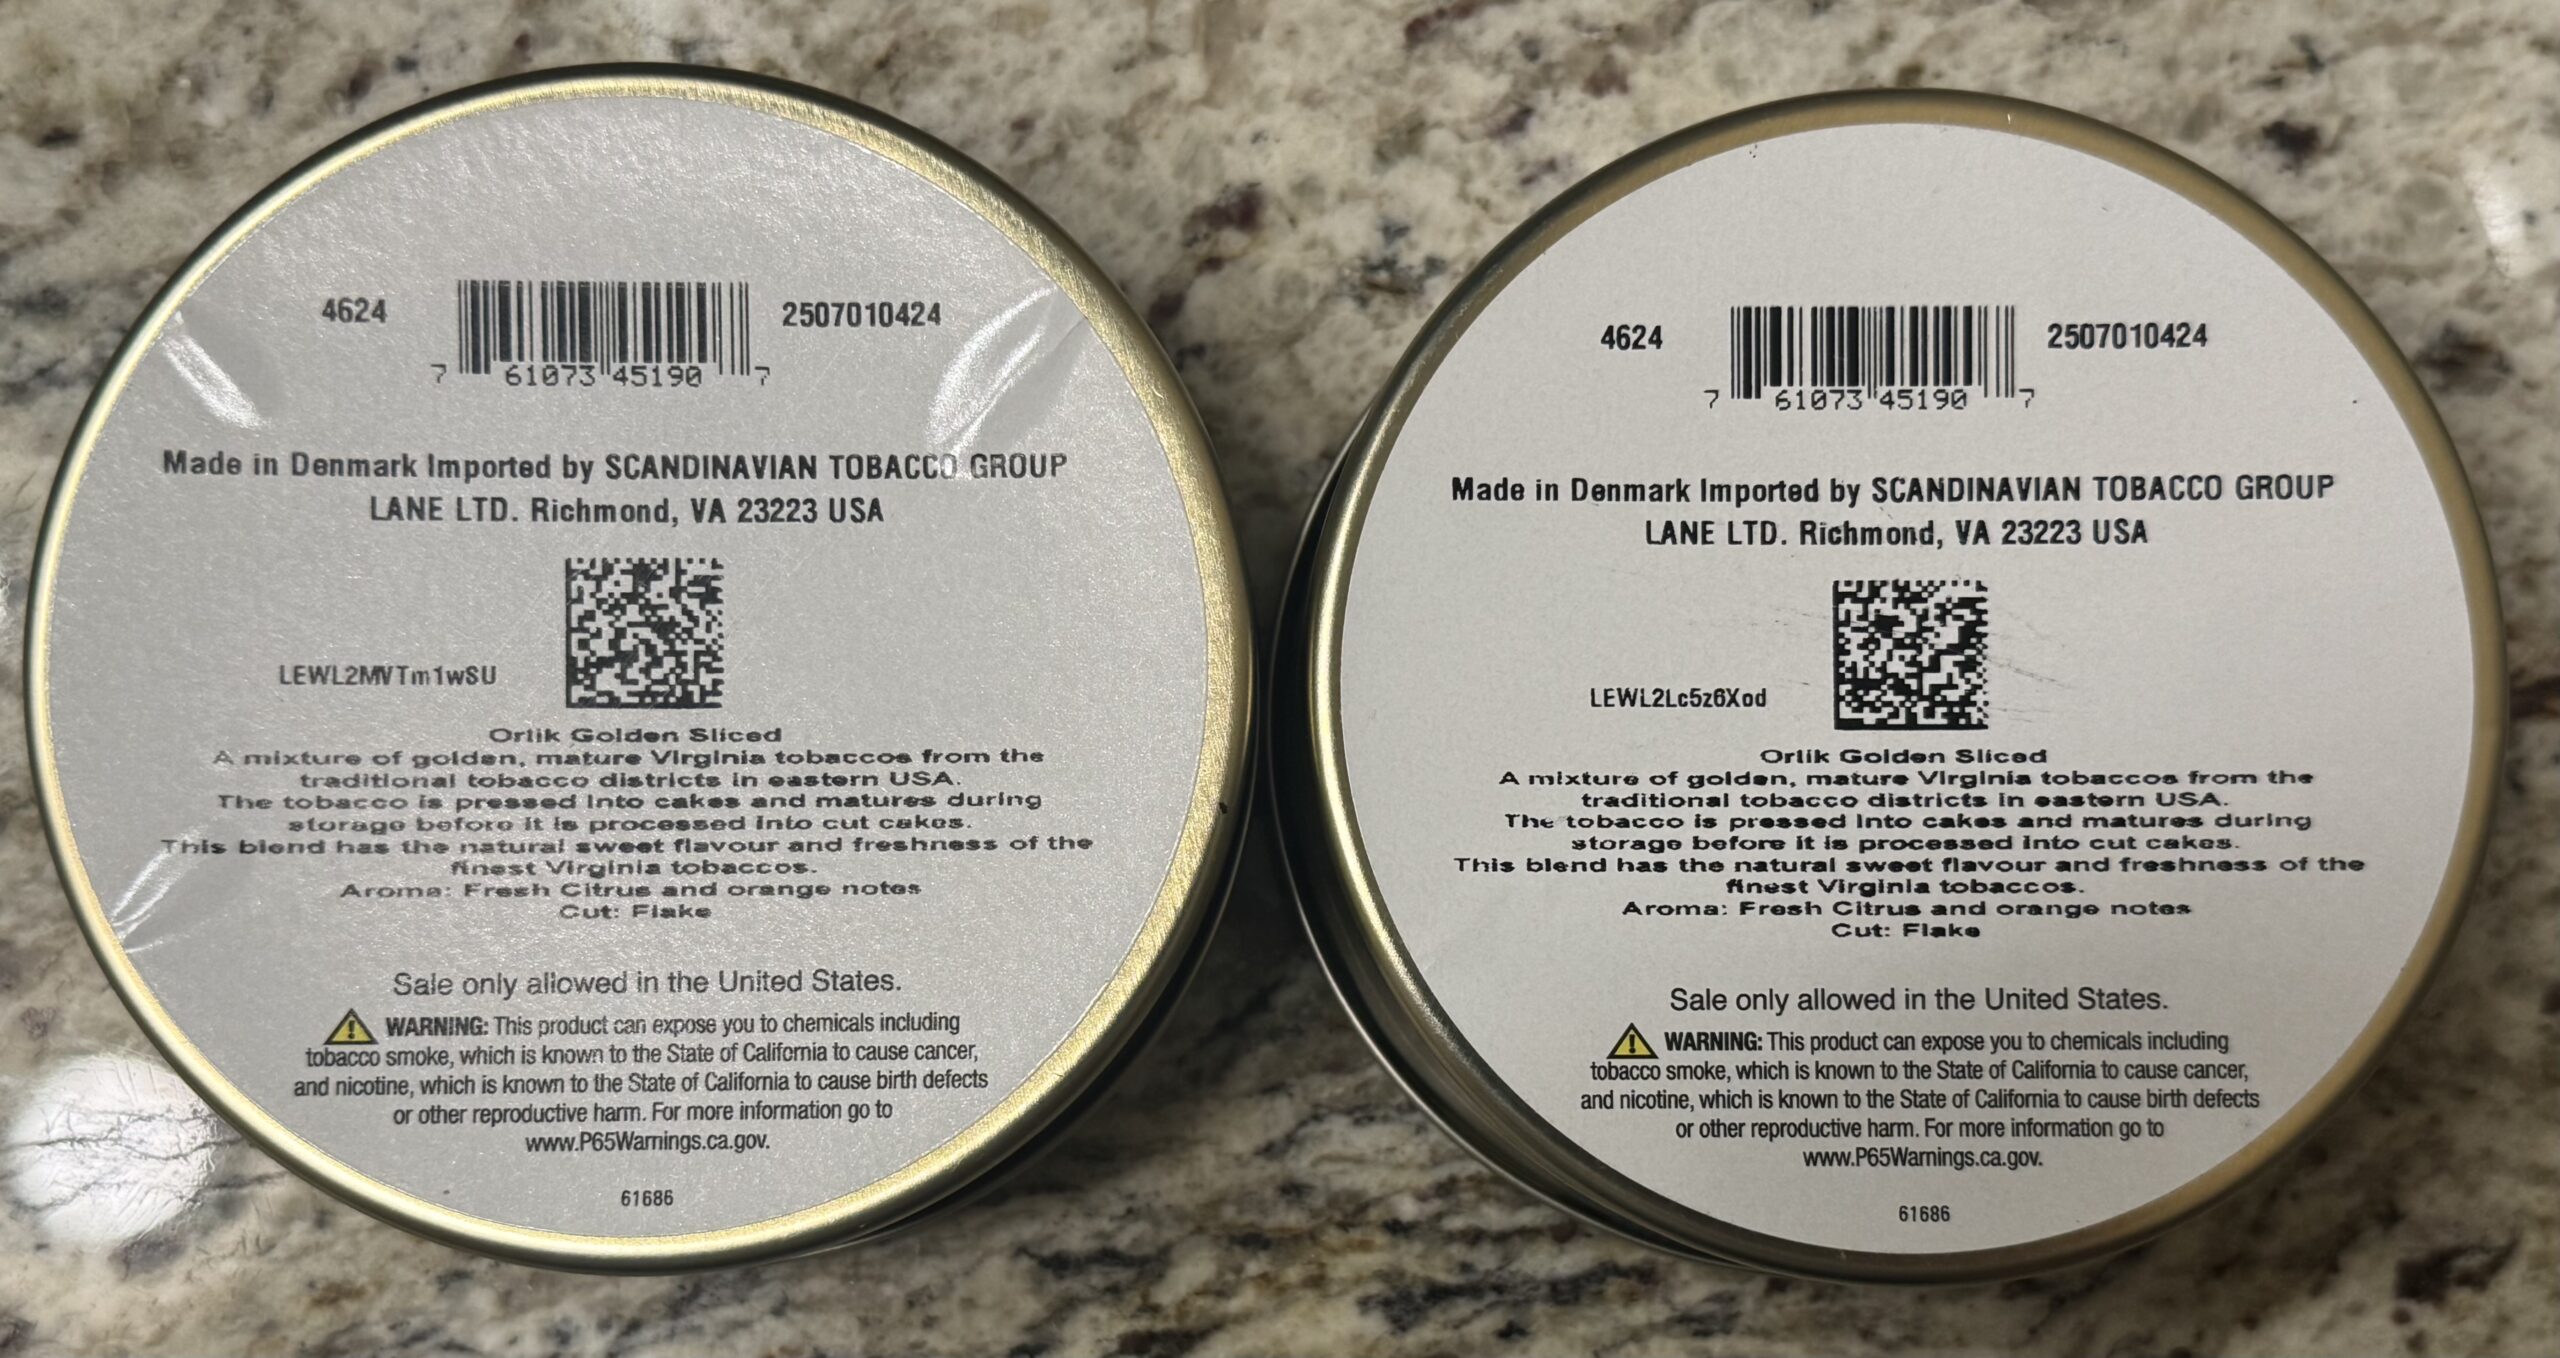 4624
7 61073 45190 7
2507010424
Made in Denmark Imported by SCANDINAVIAN TOBACCO GROUP
LANE LTD. Richmond, VA 23223 USA
LEWL2MVTm1wSU
Orlik Golden Sliced
A mixture of golden, mature Virginia tobaccos from the
traditional tobacco districts in eastern USA.
The tobacco is pressed into cakes and matures during
storage before it is processed into cut cakes.
This blend has the natural sweet flavour and freshness of the
finest Virginia tobaccos.
Aroma: Fresh Citrus and orange notes
Cut: Flake
Sale only allowed in the United States.
WARNING: This product can expose you to chemicals including
tobacco smoke, which is known to the State of California to cause cancer,
and nicotine, which is known to the State of California to cause birth defects
or other reproductive harm. For more information go to
www.P65Warnings.ca.gov.
61686
4624
7 61073 45190 7
2507010424
Made in Denmark Imported by SCANDINAVIAN TOBACCO GROUP
LANE LTD. Richmond, VA 23223 USA
LEWL2Lc5z6Xod
Orlik Golden Sliced
A mixture of golden, mature Virginia tobaccos from the
traditional tobacco districts in eastern USA.
The tobacco is pressed into cakes and matures during
storage before it is processed into cut cakes.
This blend has the natural sweet flavour and freshness of the
finest Virginia tobaccos.
Aroma: Fresh Citrus and orange notes
Cut: Flake
Sale only allowed in the United States.
WARNING: This product can expose you to chemicals including
tobacco smoke, which is known to the State of California to cause cancer,
and nicotine, which is known to the State of California to cause birth defects
or other reproductive harm. For more information go to
www.P65Warnings.ca.gov.
61686